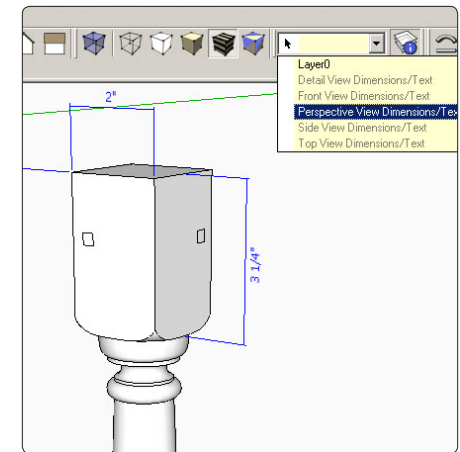 Layer0
Detail View Dimensions/Text
Front View Dimensions/Text
Perspective View Dimensions/Tex
Side View Dimensions/Text
Top View Dimensions/Text
2"
3 1/4"